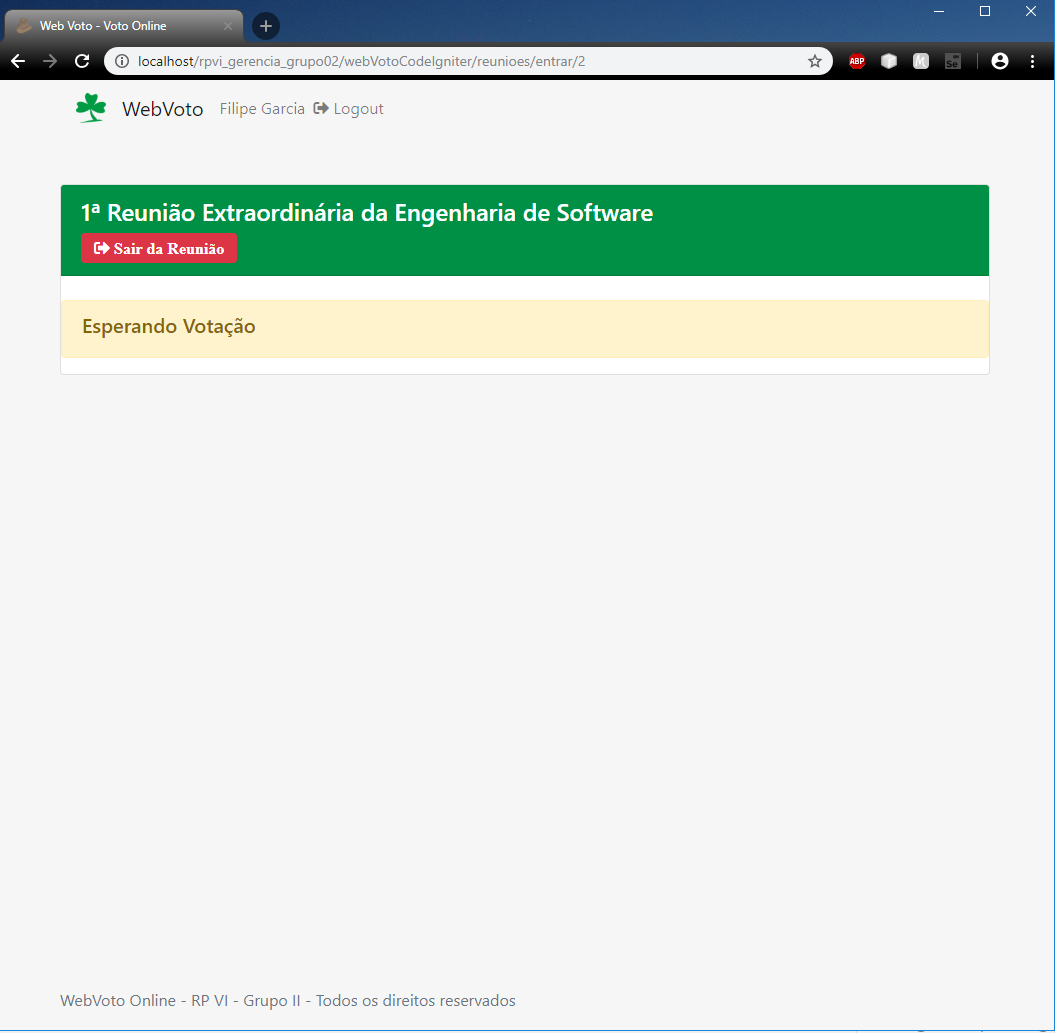 Web Voto - Voto Online
localhost/rpvi_gerencia_grupo02/webVotoCodeIgniter/reunioes/entrar/2
ABP
M
Se
WebVoto Filipe Garcia Logout
1ª Reunião Extraordinária da Engenharia de Software
Sair da Reunião
Esperando Votação
WebVoto Online - RP VI - Grupo II - Todos os direitos reservados